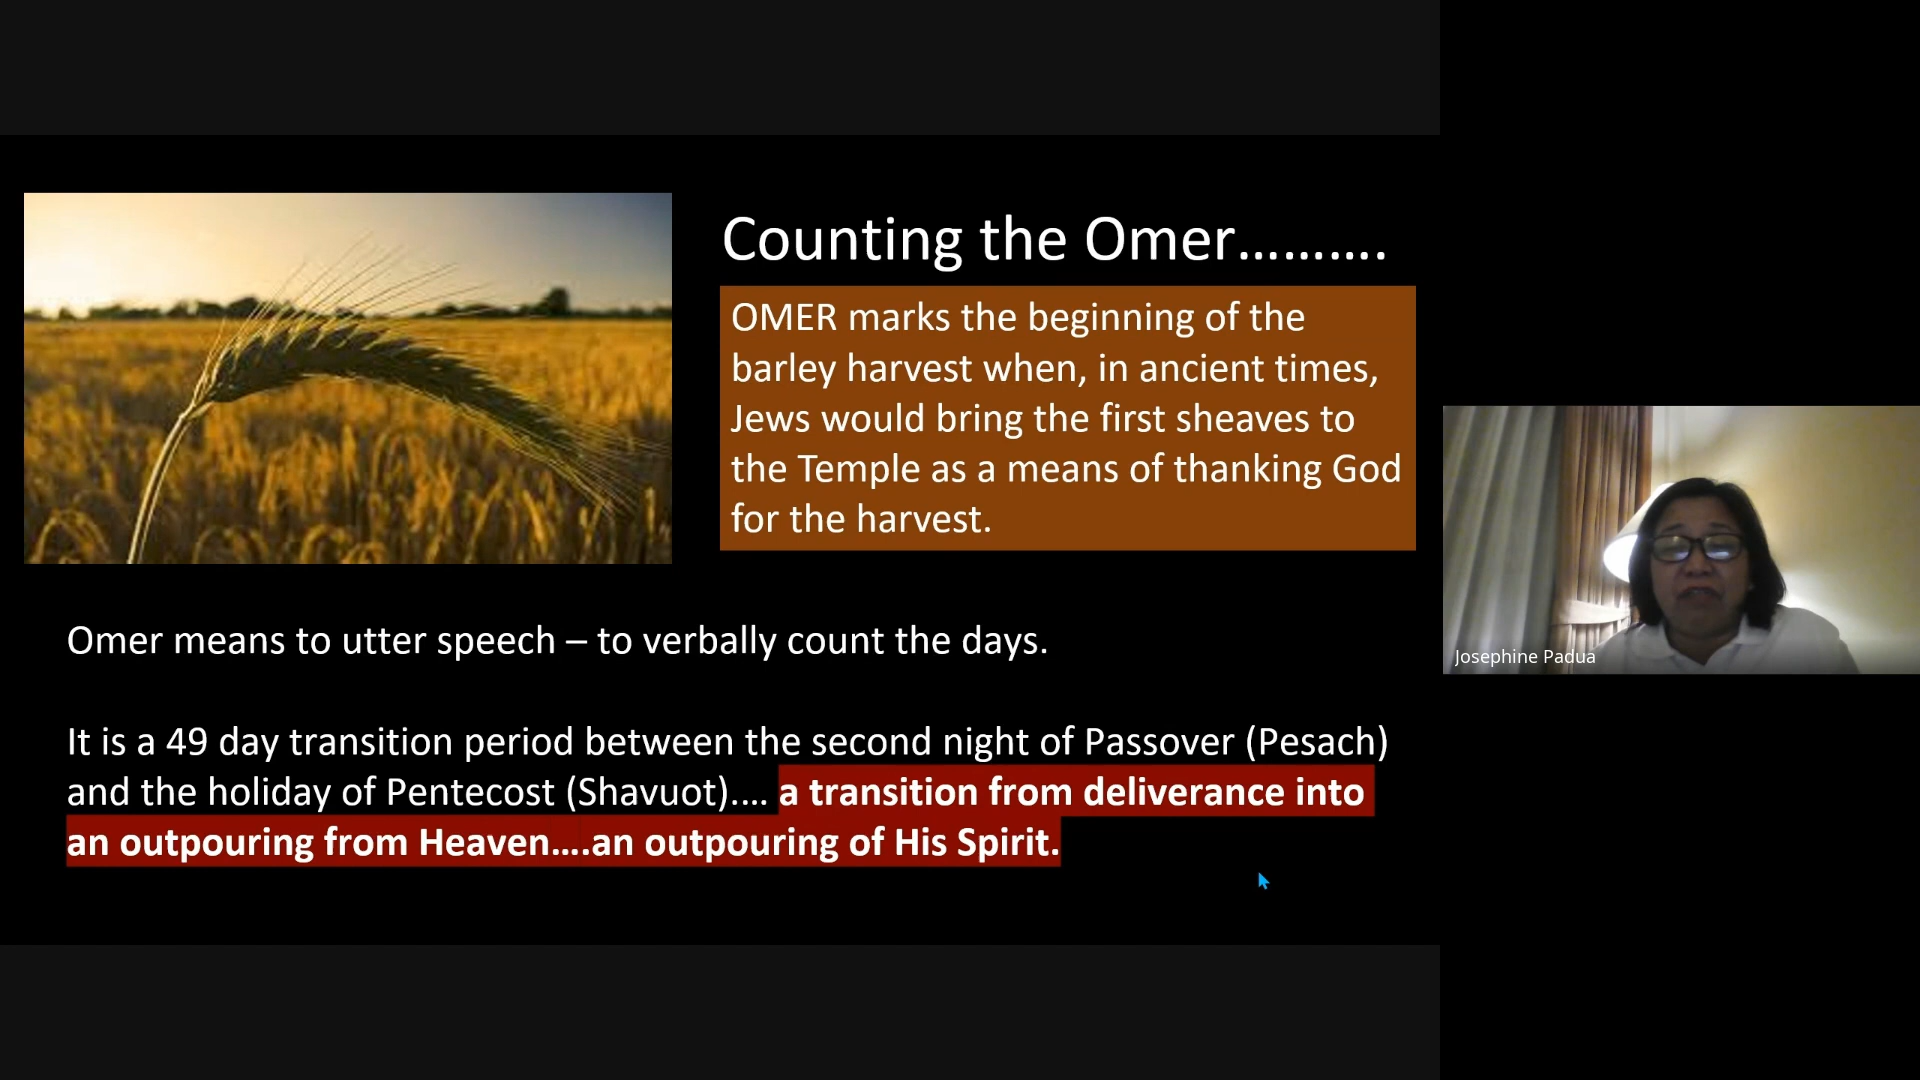 Counting the Omer……….
OMER marks the beginning of the
barley harvest when, in ancient times,
Jews would bring the first sheaves to
the Temple as a means of thanking God
for the harvest.
Omer means to utter speech – to verbally count the days.
It is a 49 day transition period between the second night of Passover (Pesach)
and the holiday of Pentecost (Shavuot).... a transition from deliverance into
an outpouring from Heaven….an outpouring of His Spirit.
Josephine Padua